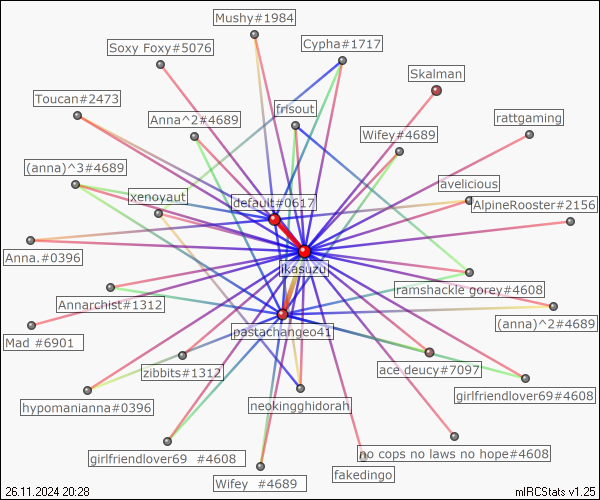 Mushy#1984
Cypha#1717
Soxy Foxy#5076
Skalman
Toucan#2473
frisout
rattgaming
Anna^2#4689
Wifey#4689
(anna)^3#4689
avelicious
xenoyaut
default#0617
AlpineRooster#2156
Anna.#0396
ikasuzu
ramshackle gorey#4608
Annarchist#1312
(anna)^2#4689
pastachangeo41
Mad #6901
zibbits#1312
ace deucy#7097
girlfriendlover69#4608
hypomanianna#0396
neokingghidorah
girlfriendlover69 #4608
no cops no laws no hope#4608
fakedingo
Wifey #4689
26.11.2024 20:28
mIRCStats v1.25